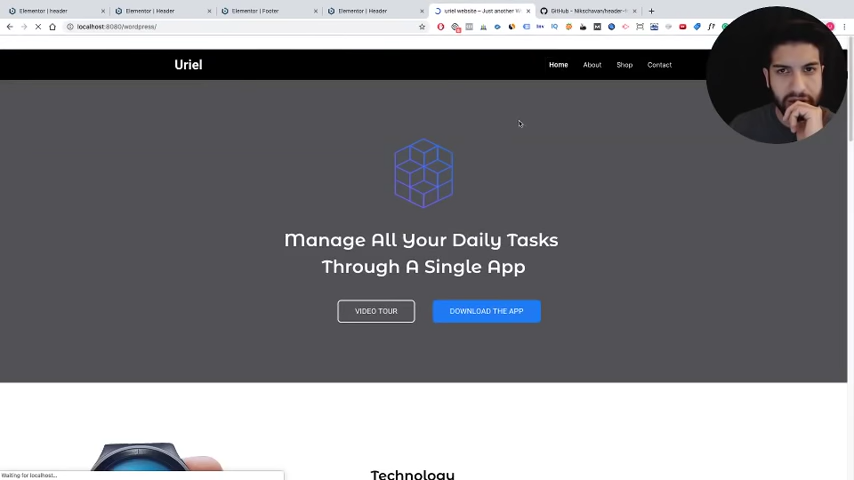 Elementor | header
Elementor | Header
Elementor | Footer
Elementor | Header
uriel website – Just another W
GitHub - Nikschavan/header-f
localhost:8080/wordpress/
Uriel
Home
About
Shop
Contact
Manage All Your Daily Tasks
Through A Single App
VIDEO TOUR
DOWNLOAD THE APP
Technology
Waiting for localhost...